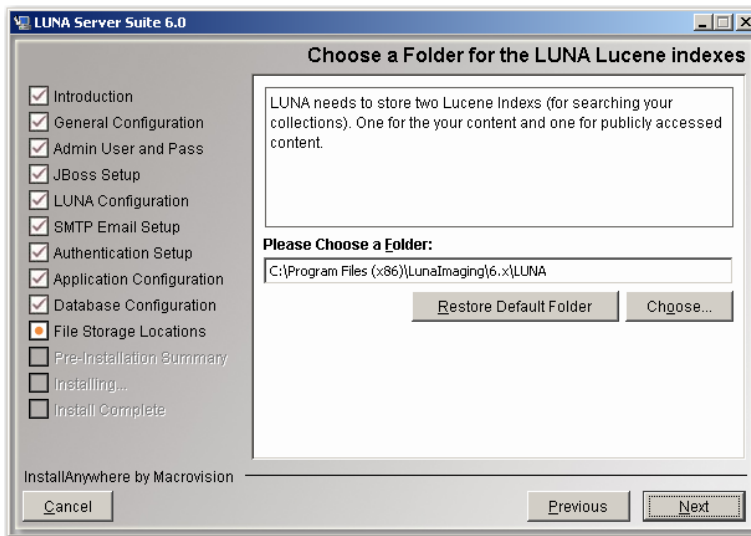 LUNA Server Suite 6.0
Choose a Folder for the LUNA Lucene indexes
Introduction
General Configuration
Admin User and Pass
JBoss Setup
LUNA Configuration
SMTP Email Setup
Authentication Setup
Application Configuration
Database Configuration
File Storage Locations
Pre-Installation Summary
Installing...
Install Complete
LUNA needs to store two Lucene Indexs (for searching your
collections). One for the your content and one for publicly accessed
content.
Please Choose a Folder:
C:\Program Files (x86)\LunaImaging\6.x\LUNA
Restore Default Folder
Choose...
InstallAnywhere by Macrovision
Cancel
Previous
Next